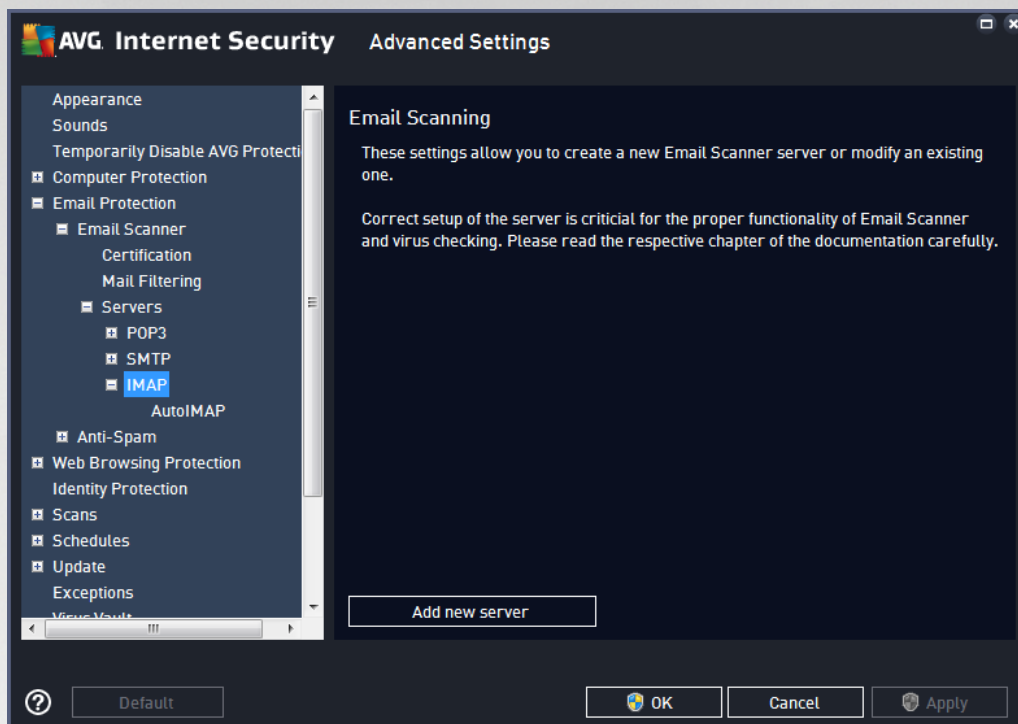 AVG. Internet Security Advanced Settings
Appearance
Sounds
Temporarily Disable AVG Protecti
Computer Protection
Email Protection
Email Scanner
Certification
Mail Filtering
Servers
POP3
SMTP
IMAP
AutoIMAP
Anti-Spam
Web Browsing Protection
Identity Protection
Scans
Schedules
Update
Exceptions
Virus Vault
Email Scanning
These settings allow you to create a new Email Scanner server or modify an existing
one.
Correct setup of the server is criticial for the proper functionality of Email Scanner
and virus checking. Please read the respective chapter of the documentation carefully.
Add new server
Default
OK
Cancel
Apply